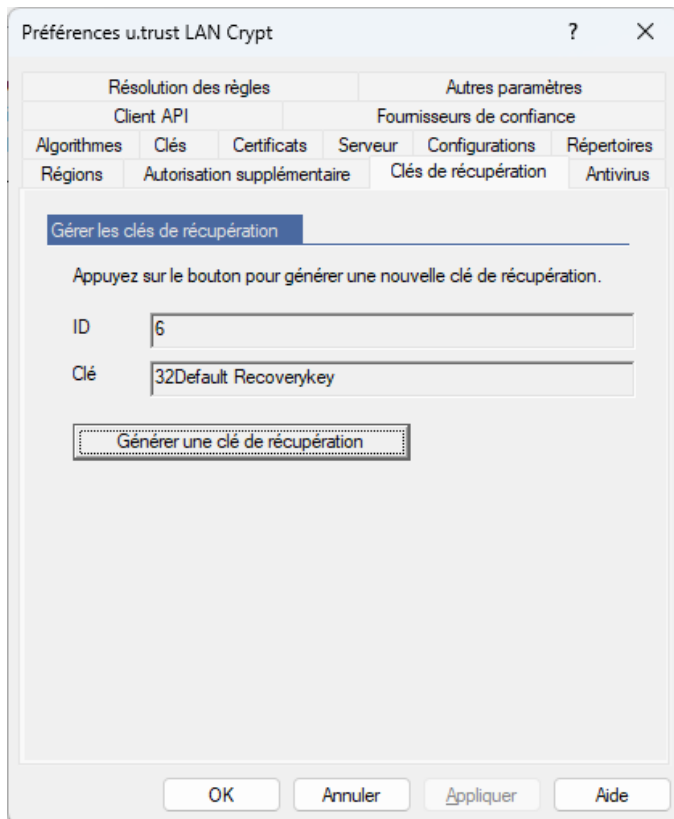 Préférences u.trust LAN Crypt ?
Résolution des règles Autres paramètres
Client API Fournisseurs de confiance
Algorithmes Clés Certificats Serveur Configurations Répertoires
Régions Autorisation supplémentaire Clés de récupération Antivirus
Gérer les clés de récupération
Appuyez sur le bouton pour générer une nouvelle clé de récupération.
ID 6
Clé 32Default Recoverykey
Générer une clé de récupération
OK Annuler Appliquer Aide